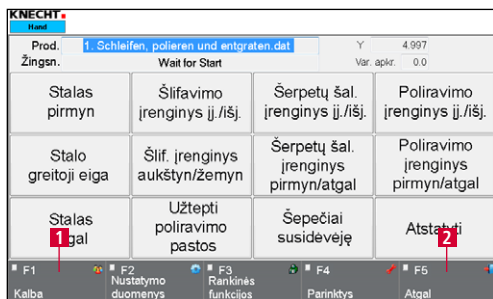 KNECHT
Hand
Prod. 1. Schleifen, polieren und entgraten.dat Y 4.997
Žingsn. Wait for Start Var. apkr. 0.0
Stalas pirmyn
Šlifavimo įrenginys įj./išj.
Šerpetų šal. įrenginys įj./išj.
Poliravimo įrenginys įj./išj.
Stalo greitoji eiga
Šlif. įrenginys aukštyn/žemyn
Šerpetų šal. įrenginys pirmyn/atgal
Poliravimo įrenginys pirmyn/atgal
Stalas
1
Užtepti poliravimo pastos
Šepečiai susidėvėję
2
F1 Kalba
F2 Nustatymo duomenys
F3 Rankinės funkcijos
F4 Parinktys
F5 Atgal